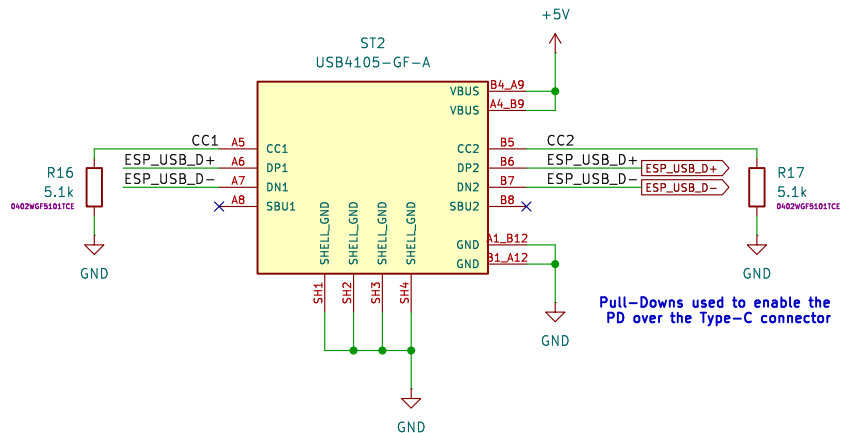 +5V
ST2
USB4105-GF-A
VBUS
B4_A9
VBUS
A4_B9
CC1
A5
CC1
CC2
B5
CC2
ESP_USB_D+
A6
DP1
DP2
B6
ESP_USB_D+
ESP_USB_D+
R16
5.1k
0402WGF5101TCE
ESP_USB_D-
A7
DN1
DN2
B7
ESP_USB_D-
ESP_USB_D-
R17
5.1k
0402WGF5101TCE
A8
SBU1
SBU2
B8
SHELL_GND
SHELL_GND
SHELL_GND
SHELL_GND
GND
A1_B12
GND
B1_A12
GND
GND
SH1
SH2
SH3
SH4
Pull-Downs used to enable the
PD over the Type-C connector
GND
GND